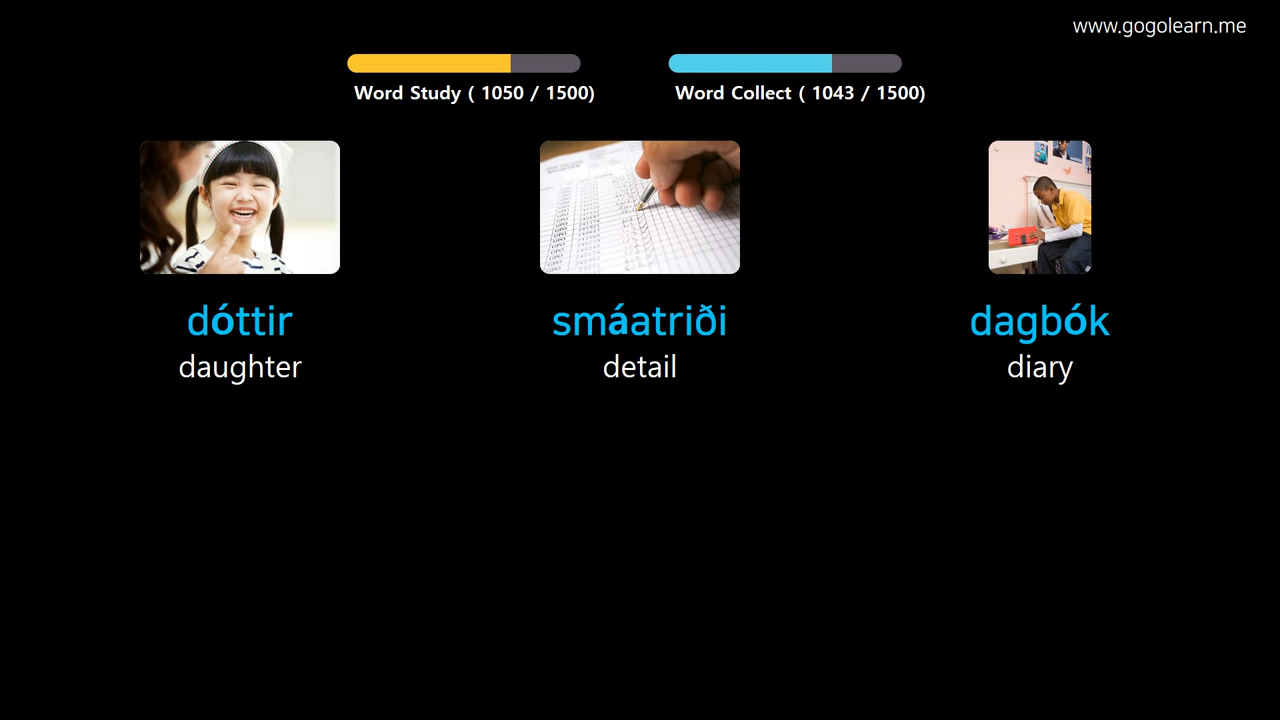 www.gogolearn.me
Word Study ( 1050 / 1500)
Word Collect ( 1043 / 1500)
dóttir
daughter
smáatriði
detail
dagbók
diary